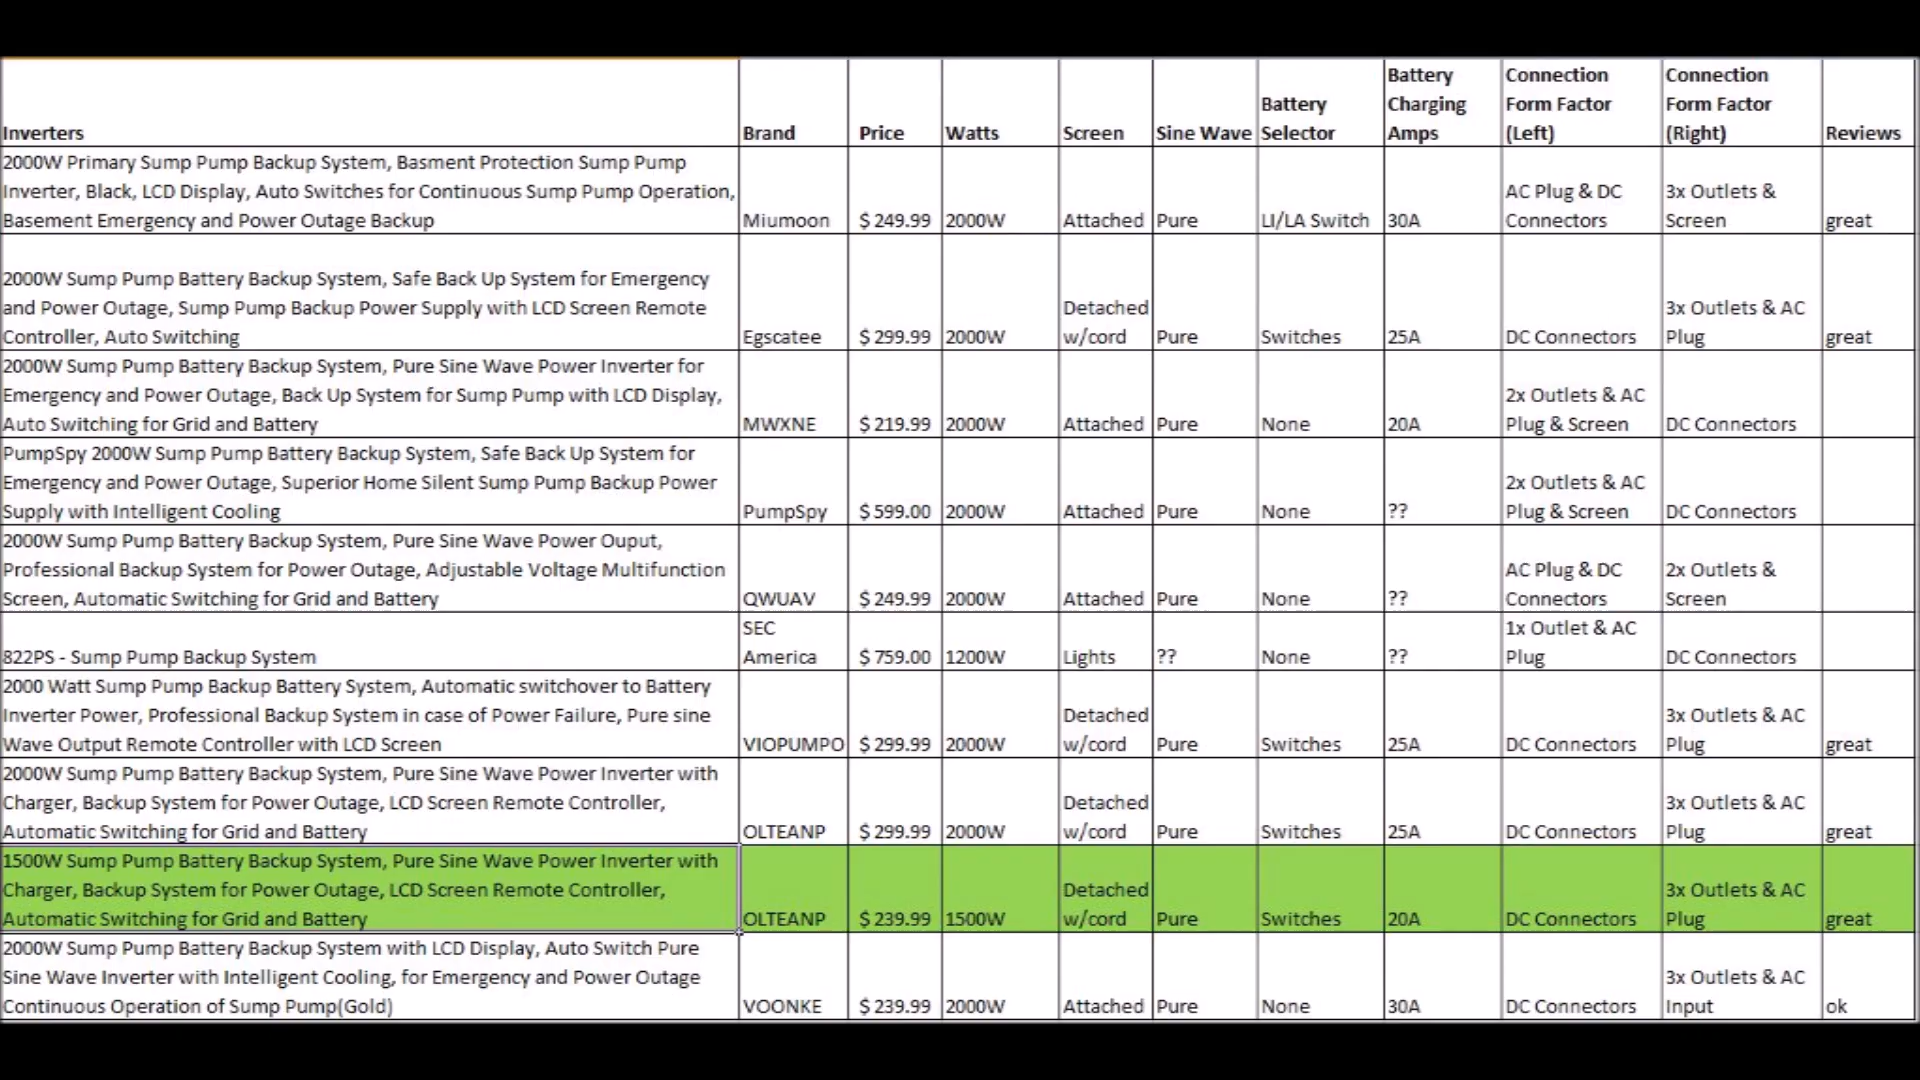 Inverters Brand Price Watts Screen Sine Wave Battery Selector Battery Charging Amps Connection Form Factor (Left) Connection Form Factor (Right) Reviews
2000W Primary Sump Pump Backup System, Basment Protection Sump Pump
Inverter, Black, LCD Display, Auto Switches for Continuous Sump Pump Operation,
Basement Emergency and Power Outage Backup
Miumoon $ 249.99 2000W Attached Pure LI/LA Switch 30A AC Plug & DC Connectors 3x Outlets & Screen great
2000W Sump Pump Battery Backup System, Safe Back Up System for Emergency
and Power Outage, Sump Pump Backup Power Supply with LCD Screen Remote
Controller, Auto Switching
Egscatee $ 299.99 2000W Detached w/cord Pure Switches 25A DC Connectors 3x Outlets & AC Plug great
2000W Sump Pump Battery Backup System, Pure Sine Wave Power Inverter for
Emergency and Power Outage, Back Up System for Sump Pump with LCD Display,
Auto Switching for Grid and Battery
MWXNE $ 219.99 2000W Attached Pure None 20A 2x Outlets & AC Plug & Screen DC Connectors
PumpSpy 2000W Sump Pump Battery Backup System, Safe Back Up System for
Emergency and Power Outage, Superior Home Silent Sump Pump Backup Power
Supply with Intelligent Cooling
PumpSpy $ 599.00 2000W Attached Pure None ?? 2x Outlets & AC Plug & Screen DC Connectors
2000W Sump Pump Battery Backup System, Pure Sine Wave Power Ouput,
Professional Backup System for Power Outage, Adjustable Voltage Multifunction
Screen, Automatic Switching for Grid and Battery
QWUAV $ 249.99 2000W Attached Pure None ?? AC Plug & DC Connectors 2x Outlets & Screen
822PS - Sump Pump Backup System
SEC America $ 759.00 1200W Lights ?? None ?? 1x Outlet & AC Plug DC Connectors
2000 Watt Sump Pump Backup Battery System, Automatic switchover to Battery
Inverter Power, Professional Backup System in case of Power Failure, Pure sine
Wave Output Remote Controller with LCD Screen
VIOPUMPO $ 299.99 2000W Detached w/cord Pure Switches 25A DC Connectors 3x Outlets & AC Plug great
2000W Sump Pump Battery Backup System, Pure Sine Wave Power Inverter with
Charger, Backup System for Power Outage, LCD Screen Remote Controller,
Automatic Switching for Grid and Battery
OLTEANP $ 299.99 2000W Detached w/cord Pure Switches 25A DC Connectors 3x Outlets & AC Plug great
1500W Sump Pump Battery Backup System, Pure Sine Wave Power Inverter with
Charger, Backup System for Power Outage, LCD Screen Remote Controller,
Automatic Switching for Grid and Battery
OLTEANP $ 239.99 1500W Detached w/cord Pure Switches 20A DC Connectors 3x Outlets & AC Plug great
2000W Sump Pump Battery Backup System with LCD Display, Auto Switch Pure
Sine Wave Inverter with Intelligent Cooling, for Emergency and Power Outage
Continuous Operation of Sump Pump(Gold)
VOONKE $ 239.99 2000W Attached Pure None 30A DC Connectors 3x Outlets & AC Input ok